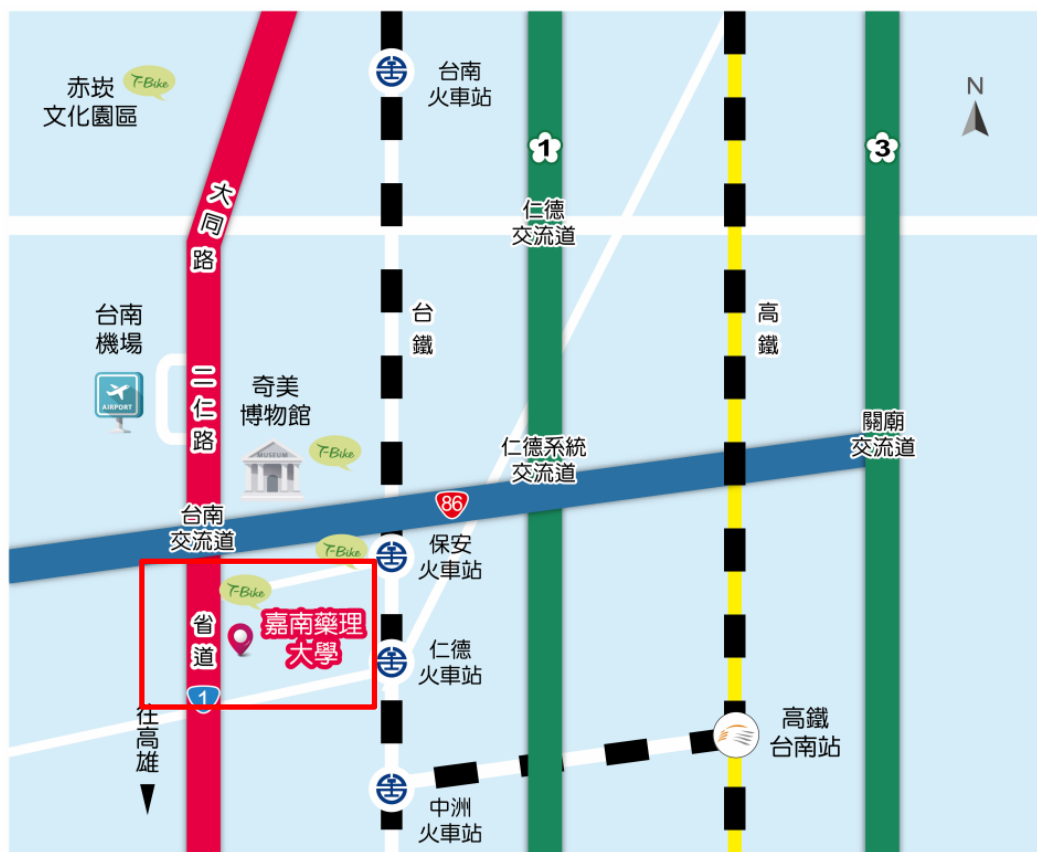 赤崁
文化園區
T-Bike
台南
火車站
N
1
3
大同路
仁德
交流道
台鐵
高鐵
台南
機場
AIRPORT
二仁路
奇美
博物館
MUSEUM
T-Bike
關廟
交流道
仁德系統
交流道
86
台南
交流道
T-Bike
保安
火車站
T-Bike
省道
嘉南藥理
大學
仁德
火車站
1
往高雄
高鐵
台南站
中洲
火車站